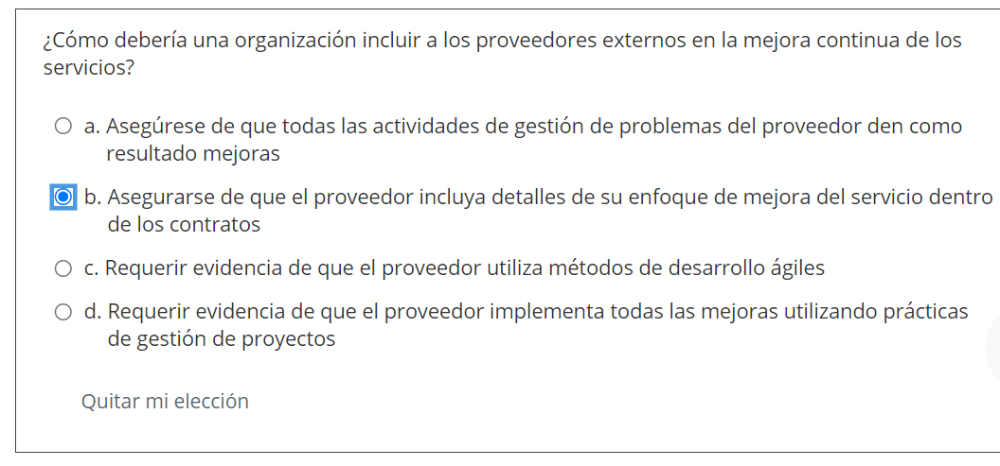 ¿Cómo debería una organización incluir a los proveedores externos en la mejora continua de los
servicios?
a. Asegúrese de que todas las actividades de gestión de problemas del proveedor den como
resultado mejoras
b. Asegurarse de que el proveedor incluya detalles de su enfoque de mejora del servicio dentro
de los contratos
c. Requerir evidencia de que el proveedor utiliza métodos de desarrollo ágiles
d. Requerir evidencia de que el proveedor implementa todas las mejoras utilizando prácticas
de gestión de proyectos
Quitar mi elección